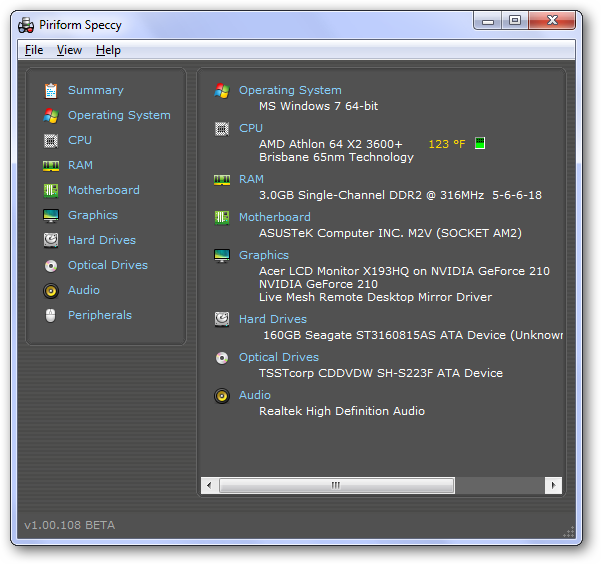 Piriform Speccy
File View Help
Summary
Operating System
CPU
RAM
Motherboard
Graphics
Hard Drives
Optical Drives
Audio
Peripherals
Operating System
MS Windows 7 64-bit
CPU
AMD Athlon 64 X2 3600+ 123 °F
Brisbane 65nm Technology
RAM
3.0GB Single-Channel DDR2 @ 316MHz 5-6-6-18
Motherboard
ASUSTeK Computer INC. M2V (SOCKET AM2)
Graphics
Acer LCD Monitor X193HQ on NVIDIA GeForce 210
NVIDIA GeForce 210
Live Mesh Remote Desktop Mirror Driver
Hard Drives
160GB Seagate ST3160815AS ATA Device (Unknown
Optical Drives
TSSTcorp CDDVDW SH-S223F ATA Device
Audio
Realtek High Definition Audio
v1.00.108 BETA